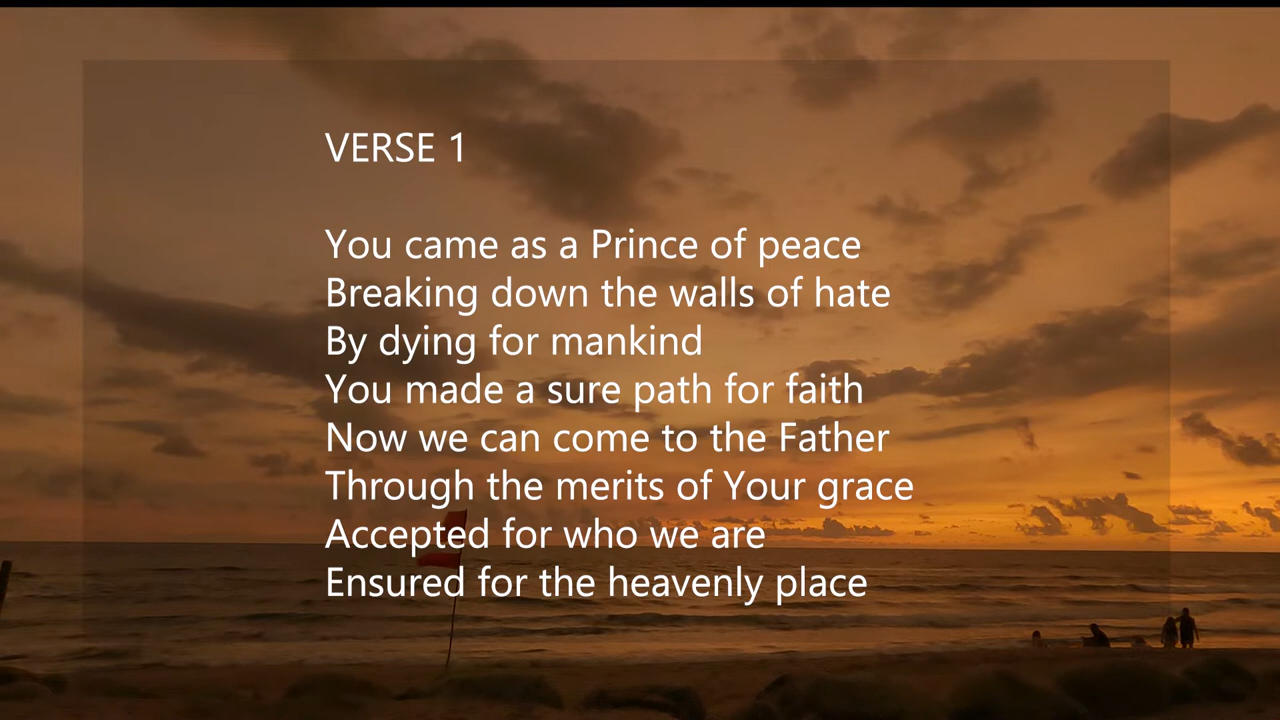 VERSE 1
You came as a Prince of peace
Breaking down the walls of hate
By dying for mankind
You made a sure path for faith
Now we can come to the Father
Through the merits of Your grace
Accepted for who we are
Ensured for the heavenly place